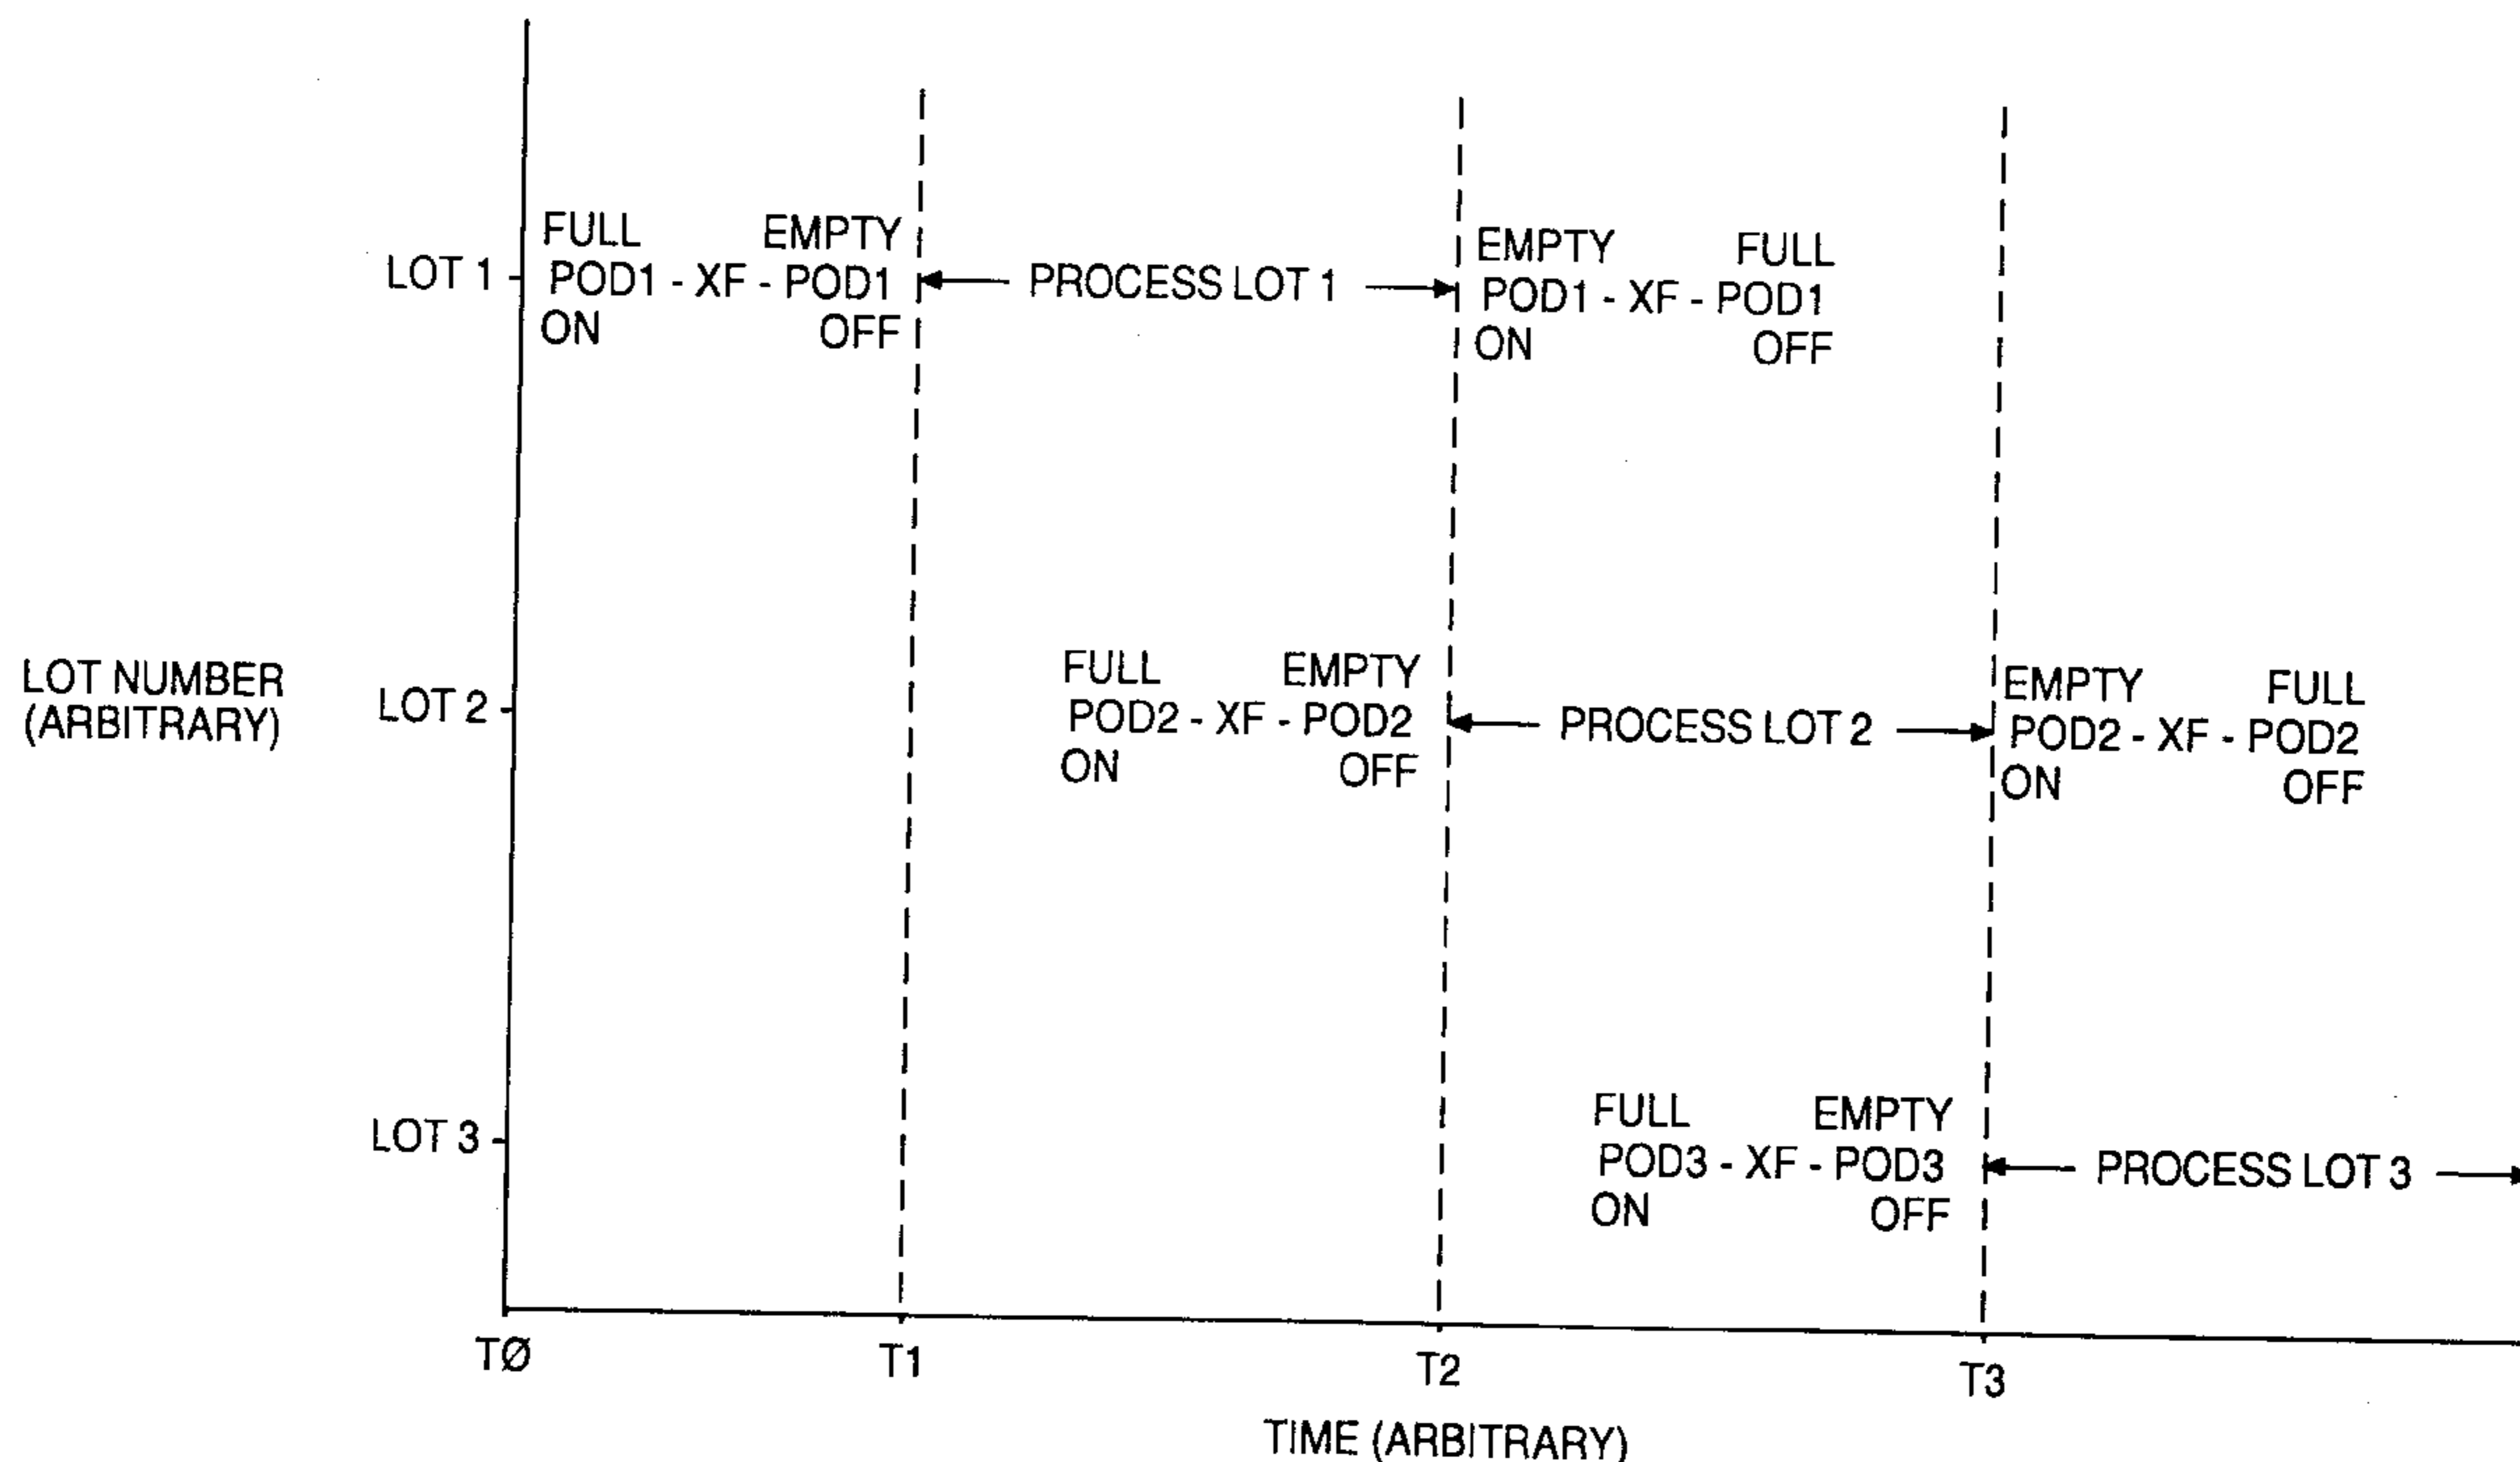 FULL EMPTY EMPTY FULL
LOT 1 POD1 - XF - POD1 PROCESS LOT 1 POD1 - XF - POD1
ON OFF ON OFF
FULL EMPTY EMPTY FULL
LOT NUMBER
(ARBITRARY)
LOT 2 POD2 - XF - POD2 PROCESS LOT 2 POD2 - XF - POD2
ON OFF ON OFF
FULL EMPTY
LOT 3 POD3 - XF - POD3 PROCESS LOT 3
ON OFF
TØ T1 T2 T3
TIME (ARBITRARY)